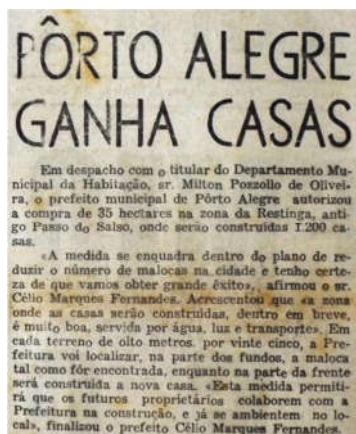 PÔRTO ALEGRE
GANHA CASAS
Em despacho com o titular do Departamento Mu-
nicipal da Habitação, sr. Milton Pozzollo de Olivei-
ra, o prefeito municipal de Pôrto Alegre autorizou
a compra de 35 hectares na zona da Restinga, anti-
go Passo do Salso, onde serão construídas 1.200 ca-
sas.
«A medida se enquadra dentro do plano de re-
duzir o número de malocas na cidade e tenho certe-
za de que vamos obter grande êxito», afirmou o sr.
Célio Marques Fernandes. Acrescentou que «a zona
onde as casas serão construídas, dentro em breve,
é muito boa, servida por água, luz e transporte». Em
cada terreno de oito metros. por vinte cinco, a Pre-
feitura voi localizar, na parte dos fundos, a maloca
tal como fôr encontrada, enquanto na parte da frente
será construída a nova casa. «Esta medida permiti-
rá que os futuros proprietários colaborem com a
Prefeitura na construção, e já se ambientem no lo-
cal», finalizou o prefeito Célio Marques Fernandes.